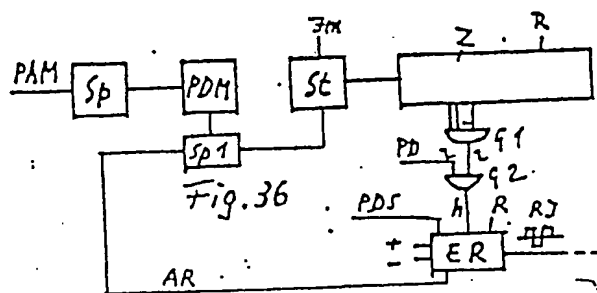 Jm
Z
R
PAM
Sp
PDM
St
Sp1
G1
PD
r
r
G2
Fig. 36
PDS
h
R
RJ
+
-
ER
AR